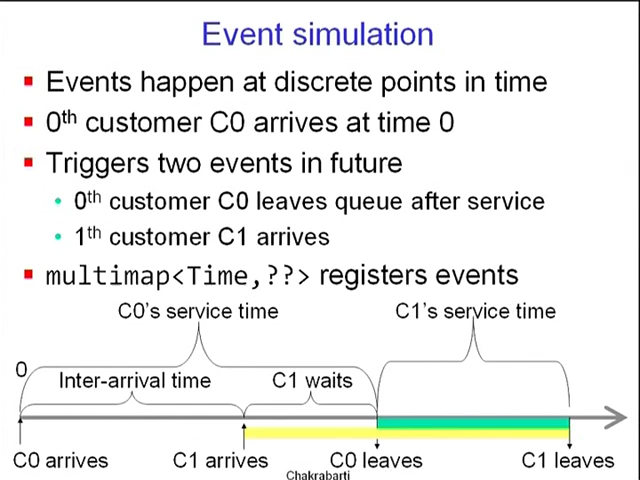 Event simulation
Events happen at discrete points in time
0th customer C0 arrives at time 0
Triggers two events in future
0th customer C0 leaves queue after service
1th customer C1 arrives
multimap<Time,??> registers events
C0's service time
C1's service time
0
Inter-arrival time
C1 waits
C0 arrives
C1 arrives
C0 leaves
C1 leaves
Chakrabarti